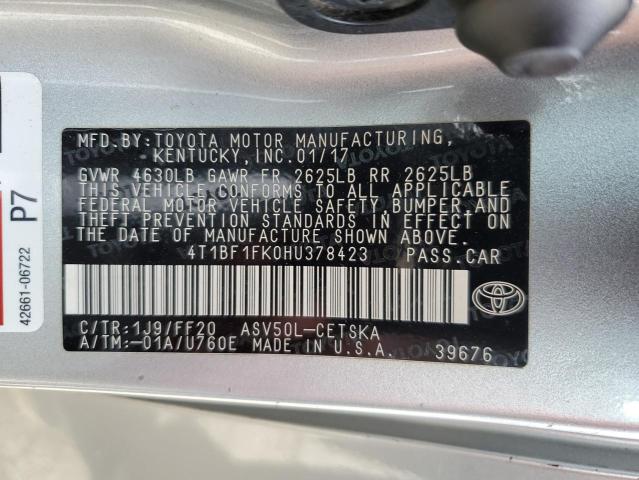 MFD.BY:TOYOTA MOTOR MANUFACTURING,
KENTUCKY, INC.01/17
GVWR 4630LB GAWR FR 2625LB RR 2625LB
THIS VEHICLE CONFORMS TO ALL APPLICABLE
FEDERAL MOTOR VEHICLE SAFETY, BUMPER AND
THEFT PREVENTION STANDARDS IN EFFECT ON
THE DATE OF MANUFACTURE SHOWN ABOVE.
4T1BF1FK0HU378423 PASS.CAR
C/TR:1J9/FF20 ASV50L-CETSKA
A/TM:-01A/U760E MADE IN U.S.A. 39676
P7
42661-06722